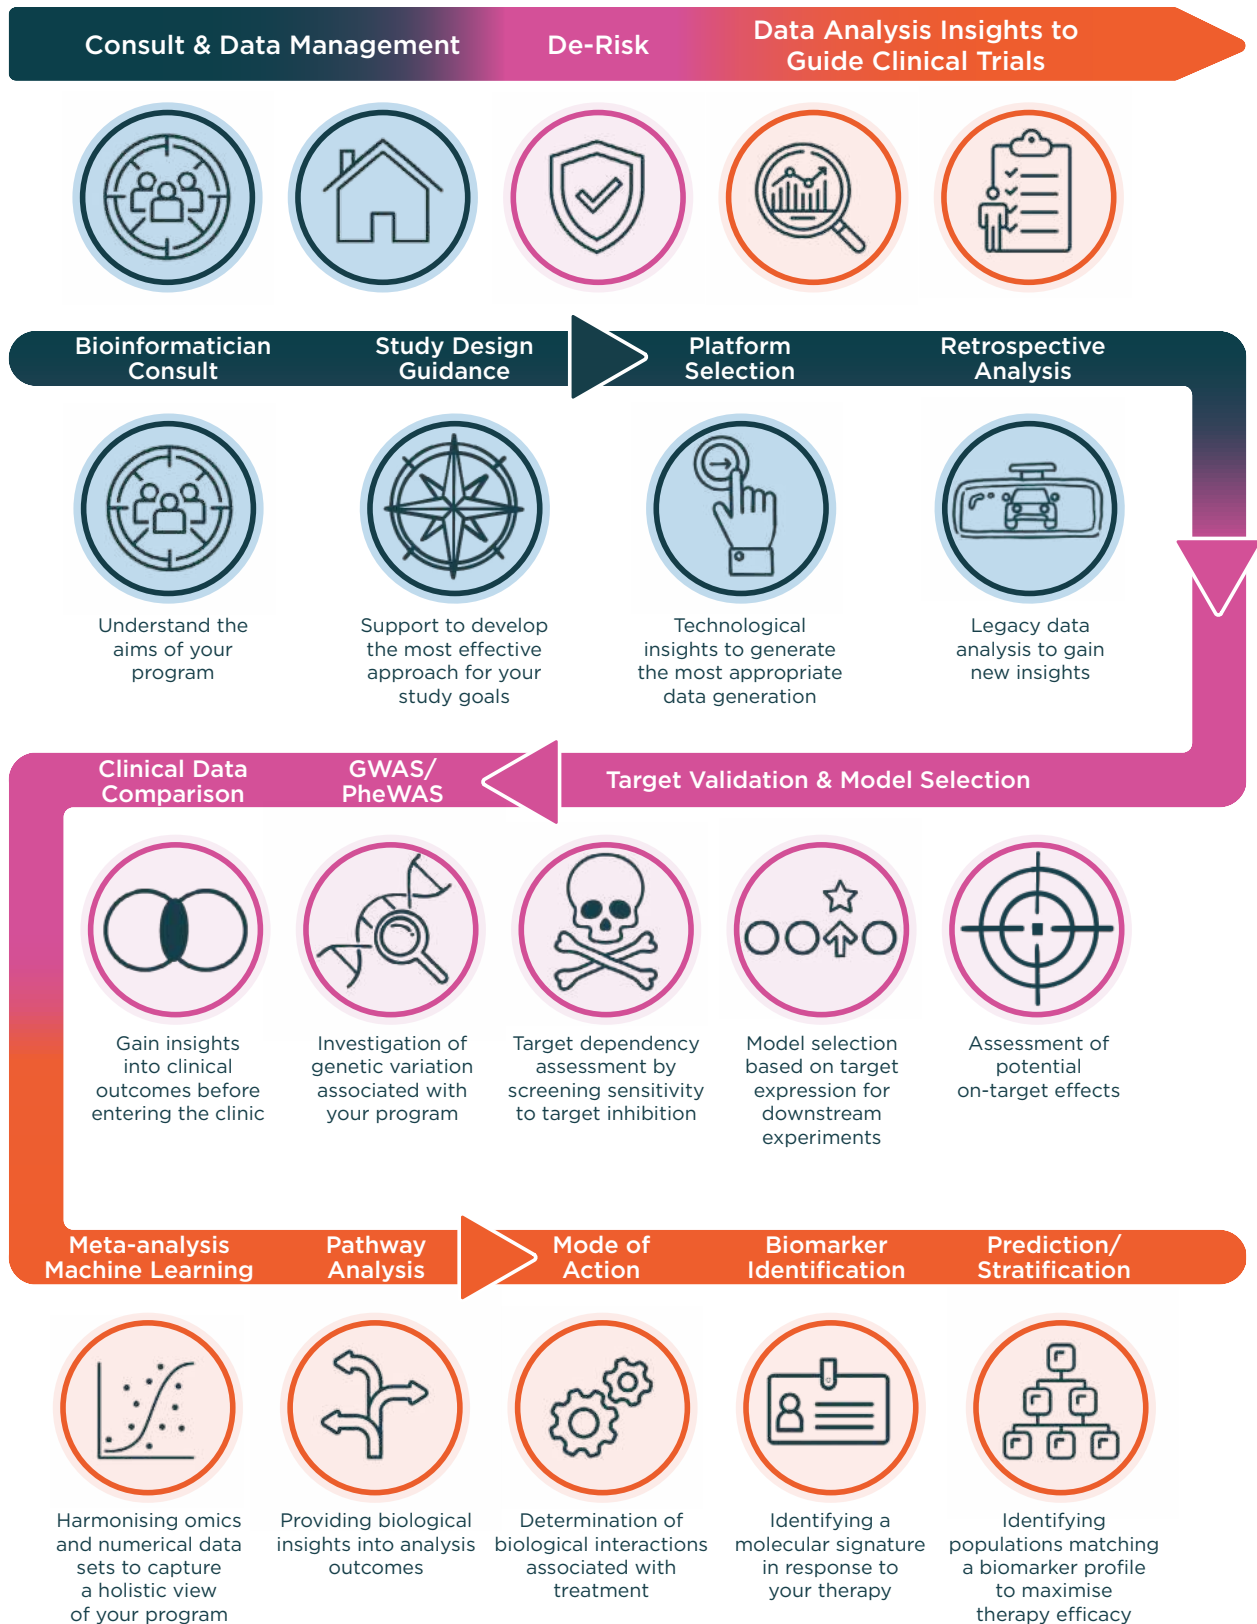 Consult & Data Management
De-Risk
Data Analysis Insights to
Guide Clinical Trials
Bioinformatician
Consult
Study Design
Guidance
Platform
Selection
Retrospective
Analysis
Understand the
aims of your
program
Support to develop
the most effective
approach for your
study goals
Technological
insights to generate
the most appropriate
data generation
Legacy data
analysis to gain
new insights
Clinical Data
Comparison
GWAS/
PheWAS
Target Validation & Model Selection
Gain insights
into clinical
outcomes before
entering the clinic
Investigation of
genetic variation
associated with
your program
Target dependency
assessment by
screening sensitivity
to target inhibition
Model selection
based on target
expression for
downstream
experiments
Assessment of
potential
on-target effects
Meta-analysis
Machine Learning
Pathway
Analysis
Mode of
Action
Biomarker
Identification
Prediction/
Stratification
Harmonising omics
and numerical data
sets to capture
a holistic view
of your program
Providing biological
insights into analysis
outcomes
Determination of
biological interactions
associated with
treatment
Identifying a
molecular signature
in response to
your therapy
Identifying
populations matching
a biomarker profile
to maximise
therapy efficacy